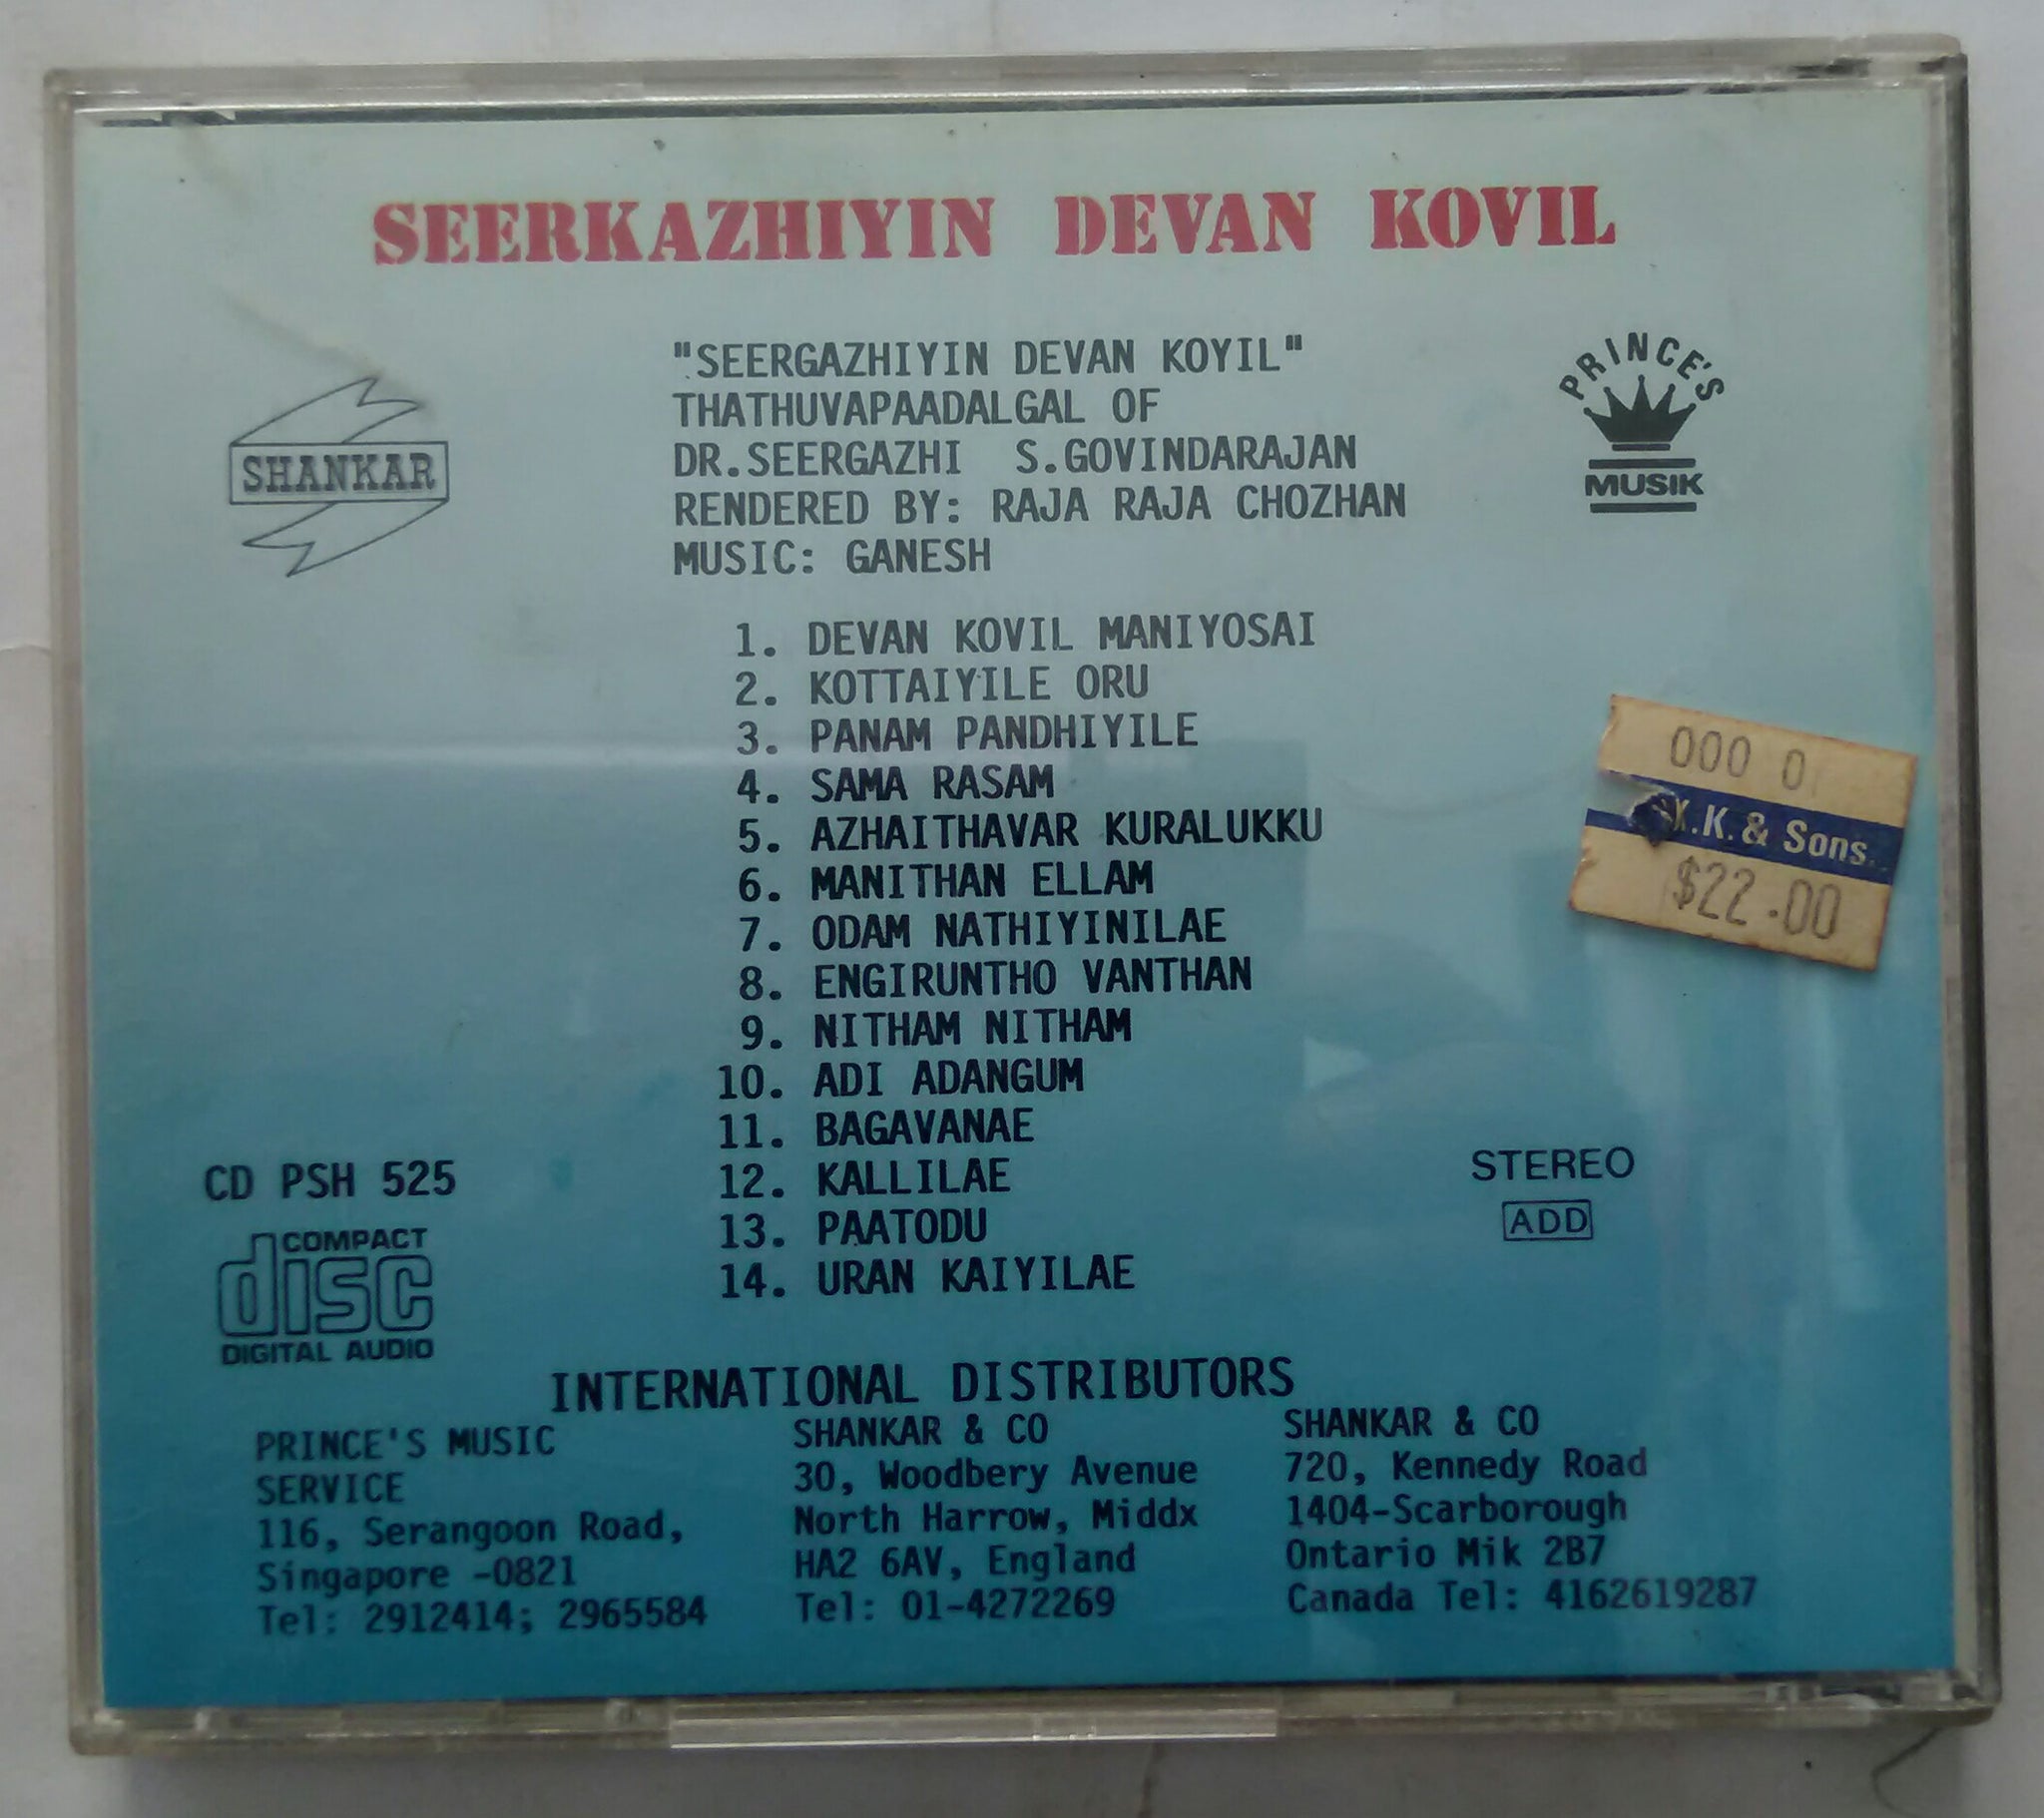 SEERKAZHIYIN DEVAN KOVIL
SHANKAR
"SEERGAZHIYIN DEVAN KOYIL"
THATHUVAPAADALGAL OF
DR.SEERGAZHI S.GOVINDARAJAN
RENDERED BY: RAJA RAJA CHOZHAN
MUSIC: GANESH
PRINCE'S
MUSIK
1. DEVAN KOVIL MANIYOSAI
2. KOTTAIYILE ORU
3. PANAM PANDHIYILE
4. SAMA RASAM
5. AZHAITHAVAR KURALUKKU
6. MANITHAN ELLAM
7. ODAM NATHIYINILAE
8. ENGIRUNTHO VANTHAN
9. NITHAM NITHAM
10. ADI ADANGUM
11. BAGAVANAE
12. KALLILAE
13. PAATODU
14. URAN KAIYILAE
000 0
& Sons.
$22.00
CD PSH 525
COMPACT
disc
DIGITAL AUDIO
STEREO
ADD
INTERNATIONAL DISTRIBUTORS
PRINCE'S MUSIC
SERVICE
116, Serangoon Road,
Singapore -0821
Tel: 2912414; 2965584
SHANKAR & CO
30, Woodbery Avenue
North Harrow, Middx
HA2 6AV, England
Tel: 01-4272269
SHANKAR & CO
720, Kennedy Road
1404-Scarborough
Ontario Mik 2B7
Canada Tel: 4162619287